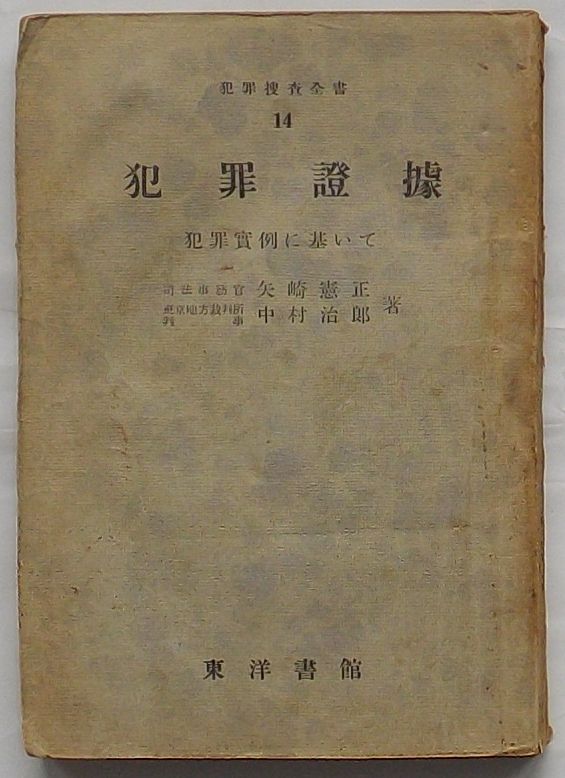 犯罪捜査全書
14
犯罪證據
犯罪實例に基いて
司法事務官 矢崎憲正
東京地方裁判所判事 中村治郎 著
東洋書館